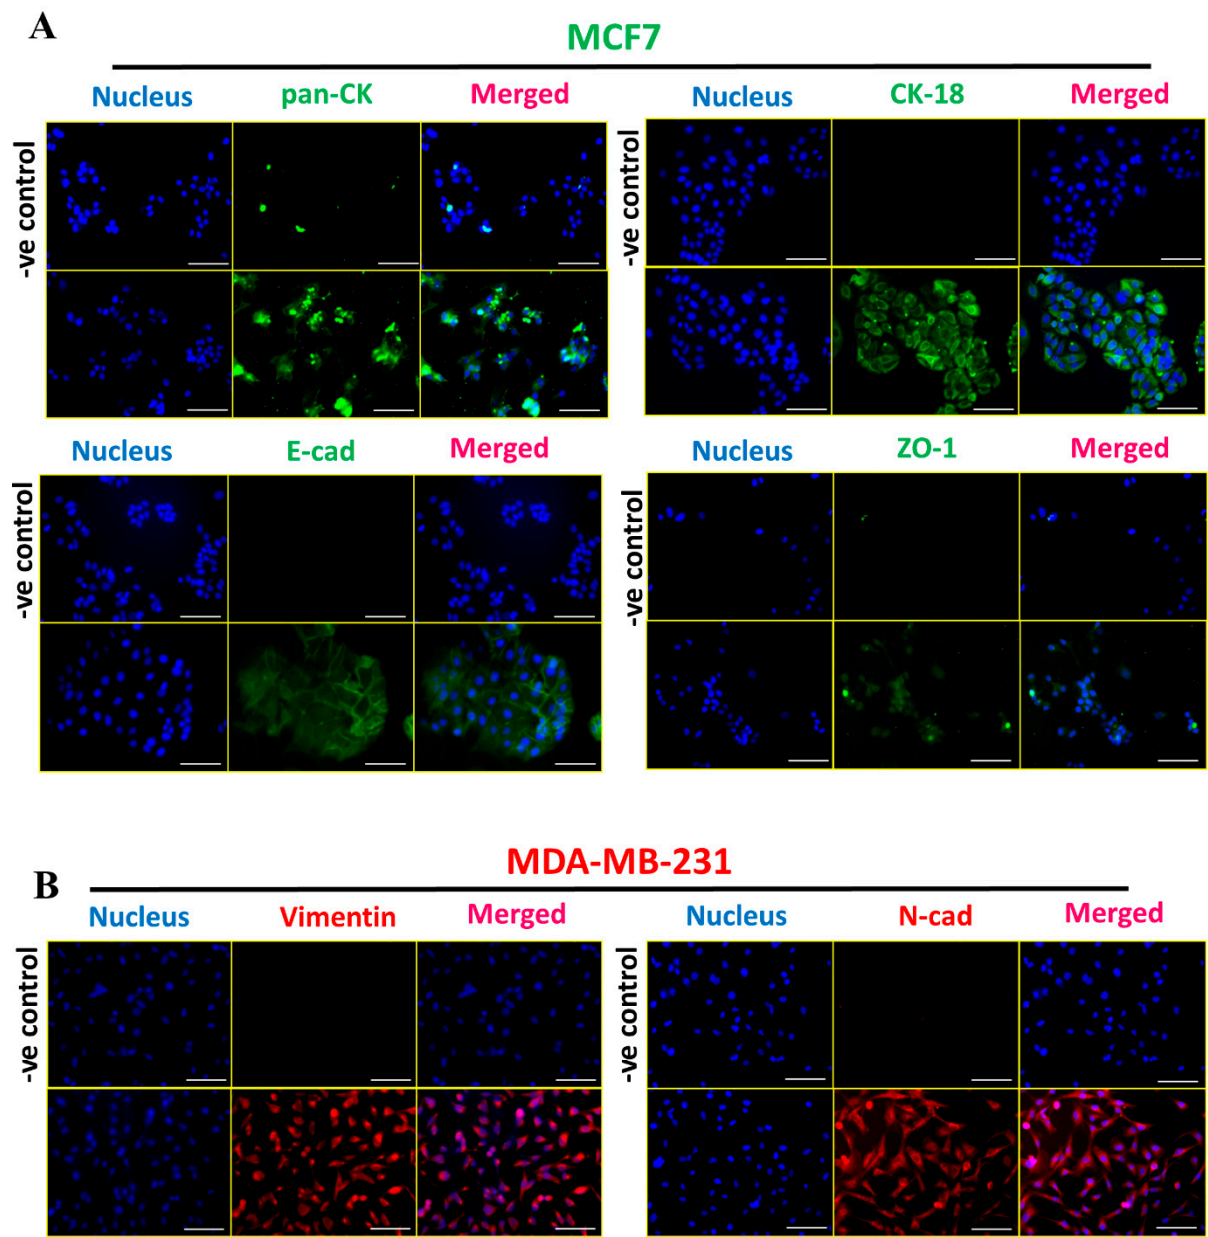 A
MCF7
Nucleus pan-CK Merged Nucleus CK-18 Merged
-ve control
-ve control
Nucleus E-cad Merged Nucleus ZO-1 Merged
-ve control
-ve control
MDA-MB-231
B
Nucleus Vimentin Merged Nucleus N-cad Merged
-ve control
-ve control